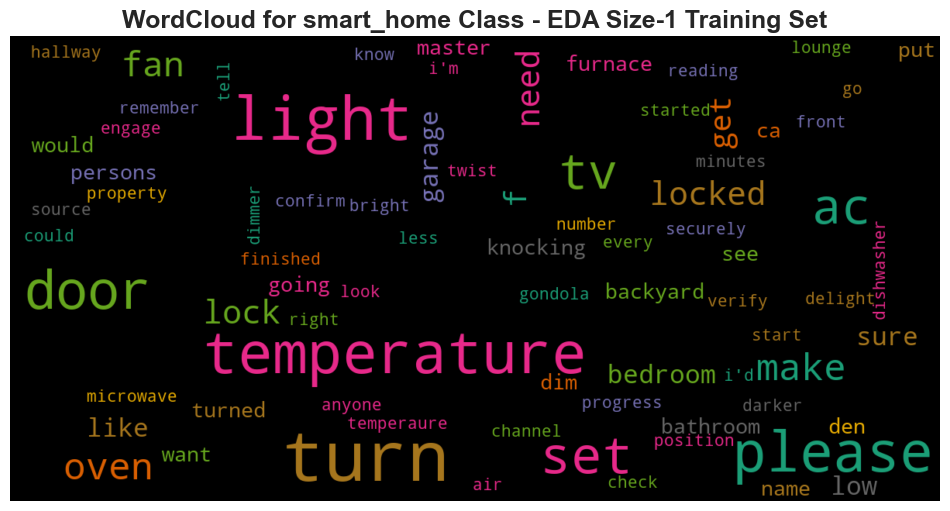 WordCloud for smart_home Class - EDA Size-1 Training Set
hallway
fan
tell
know
master
i'm
need
furnace
reading
lounge
put
remember
engage
light
garage
started
get
ca
go
front
would
persons
property
twist
tv
minutes
locked
ac
source
could
dimmer
confirm
bright
less
f
number
knocking
every
securely
see
dishwasher
finished
going
look
door
lock
right
gondola
backyard
verify
delight
start
sure
temperature
dim
bedroom
i'd
make
microwave
turned
anyone
temperaure
progress
darker
like
channel
bathroom
position
den
oven
want
turn
air
set
check
please
name
low